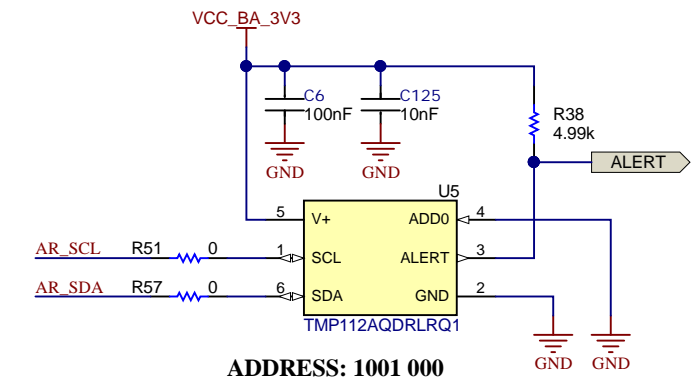 VCC_BA_3V3
C6
100nF
C125
10nF
R38
4.99k
GND
GND
ALERT
U5
5 V+ ADD0 4
AR_SCL R51 0 1 SCL ALERT 3
AR_SDA R57 0 6 SDA GND 2
TMP112AQDRLRQ1
GND
GND
ADDRESS: 1001 000